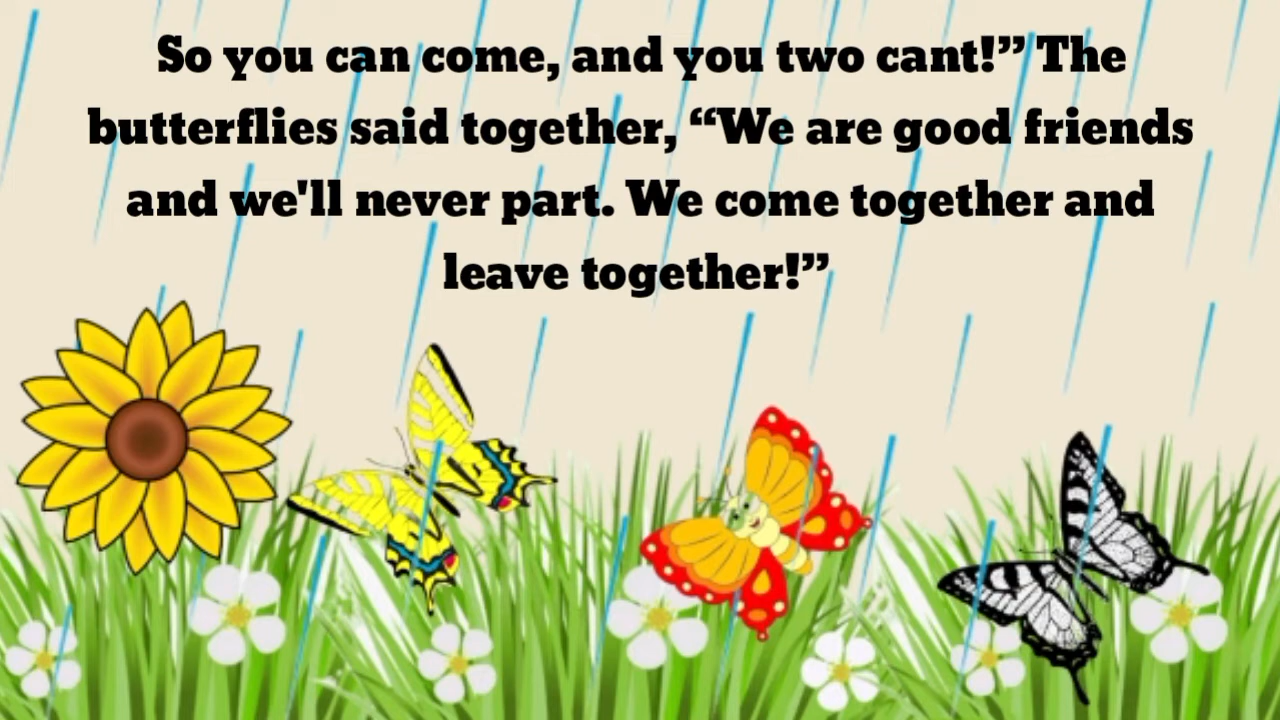 So you can come, and you two cant!” The
butterflies said together, “We are good friends
and we'll never part. We come together and
leave together!”